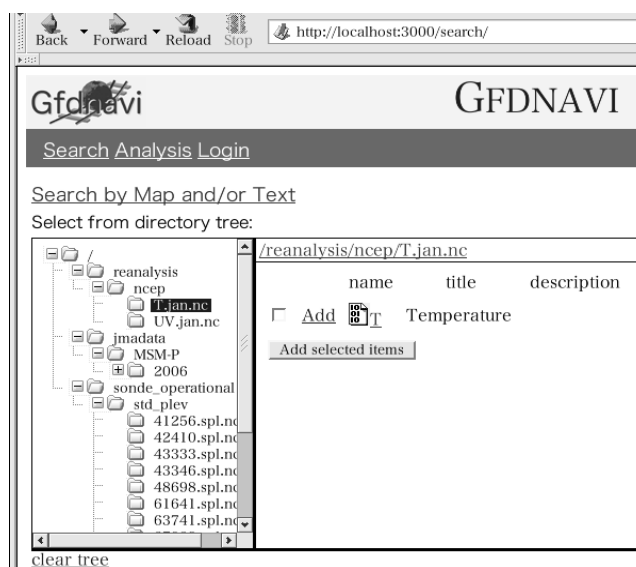 Back Forward Reload Stop http://localhost:3000/search/
Gfdnavi GFDNAVI
Search Analysis Login
Search by Map and/or Text
Select from directory tree:
/
reanalysis
ncep
T.jan.nc
UV.jan.nc
jmadata
MSM-P
2006
sonde_operational
std_plev
41256.spl.nc
42410.spl.nc
43333.spl.nc
43346.spl.nc
48698.spl.nc
61641.spl.nc
63741.spl.nc
/reanalysis/ncep/T.jan.nc
name title description
Add T Temperature
Add selected items
clear tree